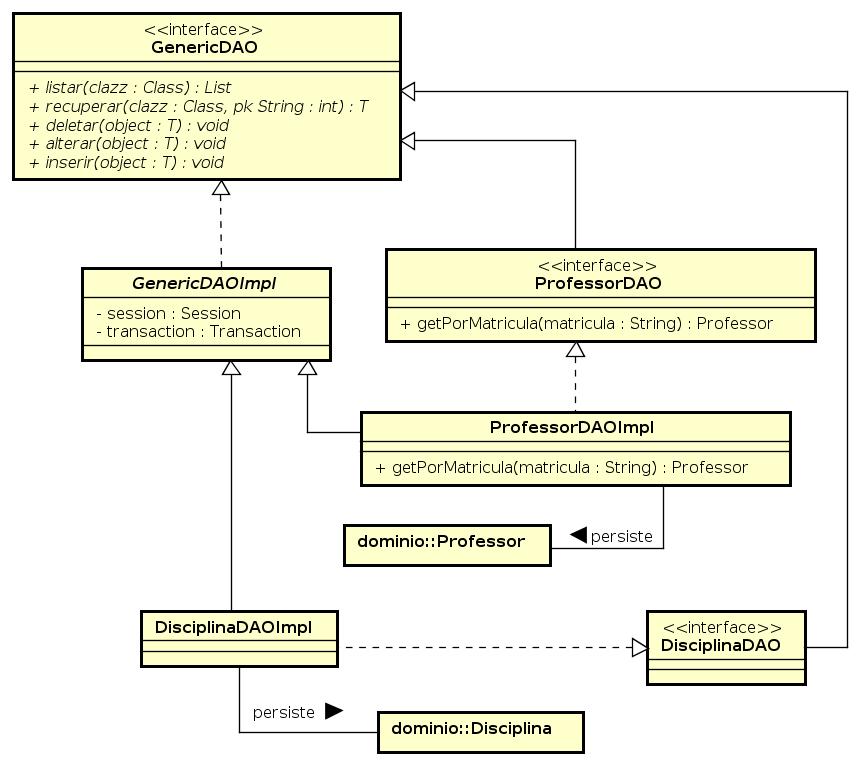 <<interface>>
GenericDAO
+ listar(clazz : Class) : List
+ recuperar(clazz : Class, pk String : int) : T
+ deletar(object : T) : void
+ alterar(object : T) : void
+ inserir(object : T) : void
GenericDAOImpl
- session : Session
- transaction : Transaction
<<interface>>
ProfessorDAO
+ getPorMatricula(matricula : String) : Professor
ProfessorDAOImpl
+ getPorMatricula(matricula : String) : Professor
dominio::Professor
persiste
DisciplinaDAOImpl
<<interface>>
DisciplinaDAO
persiste
dominio::Disciplina